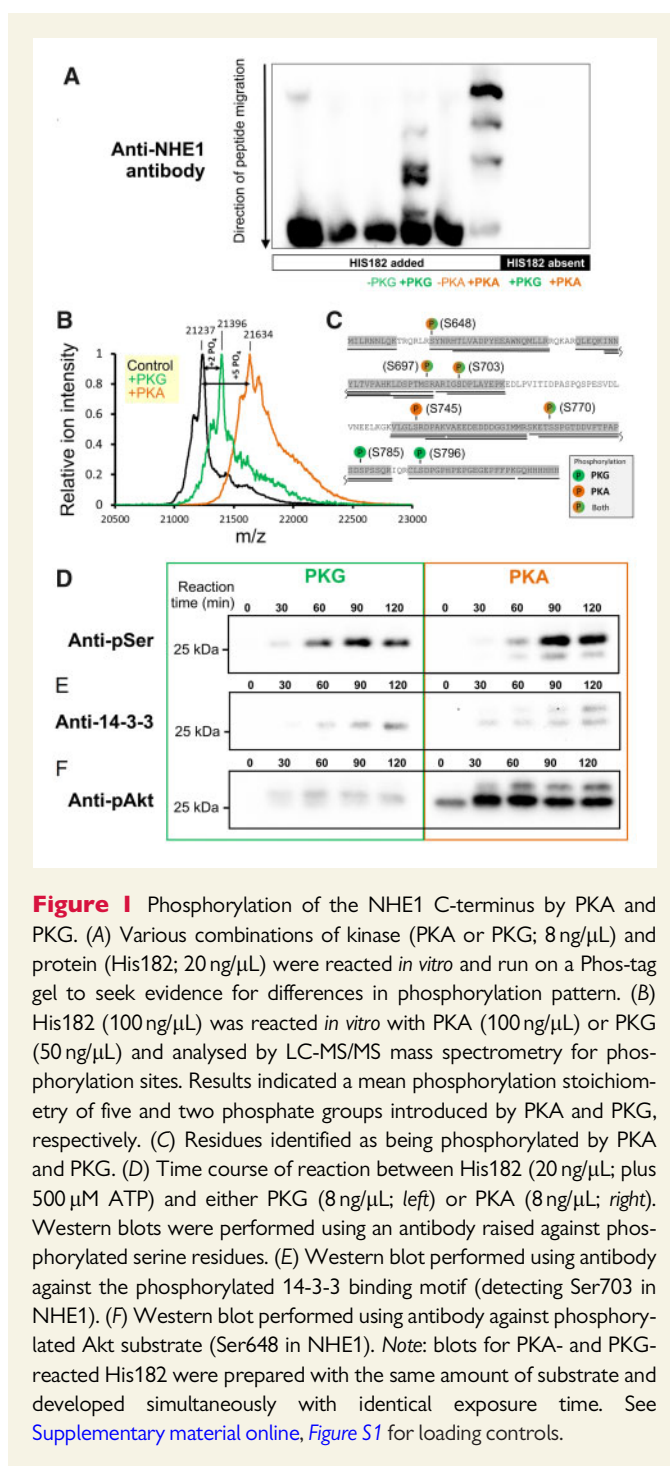 A
Anti-NHE1
antibody
Direction of peptide migration
HIS182 added
HIS182 absent
-PKG +PKG -PKA +PKA +PKG +PKA
B
21237
21396
21634
+2 PO4
+5 PO4
Control
+PKG
+PKA
Relative ion intensity
1
0.8
0.6
0.4
0.2
0
20500 21000 21500 22000 22500 23000
m/z
C
P (S648)
(S697) P P (S703)
P (S745) P (S770)
P (S785) P (S796)
Phosphorylation
P PKG
P PKA
P Both
D
PKG
PKA
Reaction
time (min)
0 30 60 90 120 0 30 60 90 120
Anti-pSer
25 kDa
E
0 30 60 90 120 0 30 60 90 120
Anti-14-3-3
25 kDa
F
0 30 60 90 120 0 30 60 90 120
Anti-pAkt
25 kDa
Figure 1 Phosphorylation of the NHE1 C-terminus by PKA and
PKG. (A) Various combinations of kinase (PKA or PKG; 8 ng/μL) and
protein (His182; 20 ng/μL) were reacted in vitro and run on a Phos-tag
gel to seek evidence for differences in phosphorylation pattern. (B)
His182 (100 ng/μL) was reacted in vitro with PKA (100 ng/μL) or PKG
(50 ng/μL) and analysed by LC-MS/MS mass spectrometry for phos-
phorylation sites. Results indicated a mean phosphorylation stoichiom-
etry of five and two phosphate groups introduced by PKA and PKG,
respectively. (C) Residues identified as being phosphorylated by PKA
and PKG. (D) Time course of reaction between His182 (20 ng/μL; plus
500 μM ATP) and either PKG (8 ng/μL; left) or PKA (8 ng/μL; right).
Western blots were performed using an antibody raised against phos-
phorylated serine residues. (E) Western blot performed using antibody
against the phosphorylated 14-3-3 binding motif (detecting Ser703 in
NHE1). (F) Western blot performed using antibody against phosphory-
lated Akt substrate (Ser648 in NHE1). Note: blots for PKA- and PKG-
reacted His182 were prepared with the same amount of substrate and
developed simultaneously with identical exposure time. See
Supplementary material online, Figure S1 for loading controls.